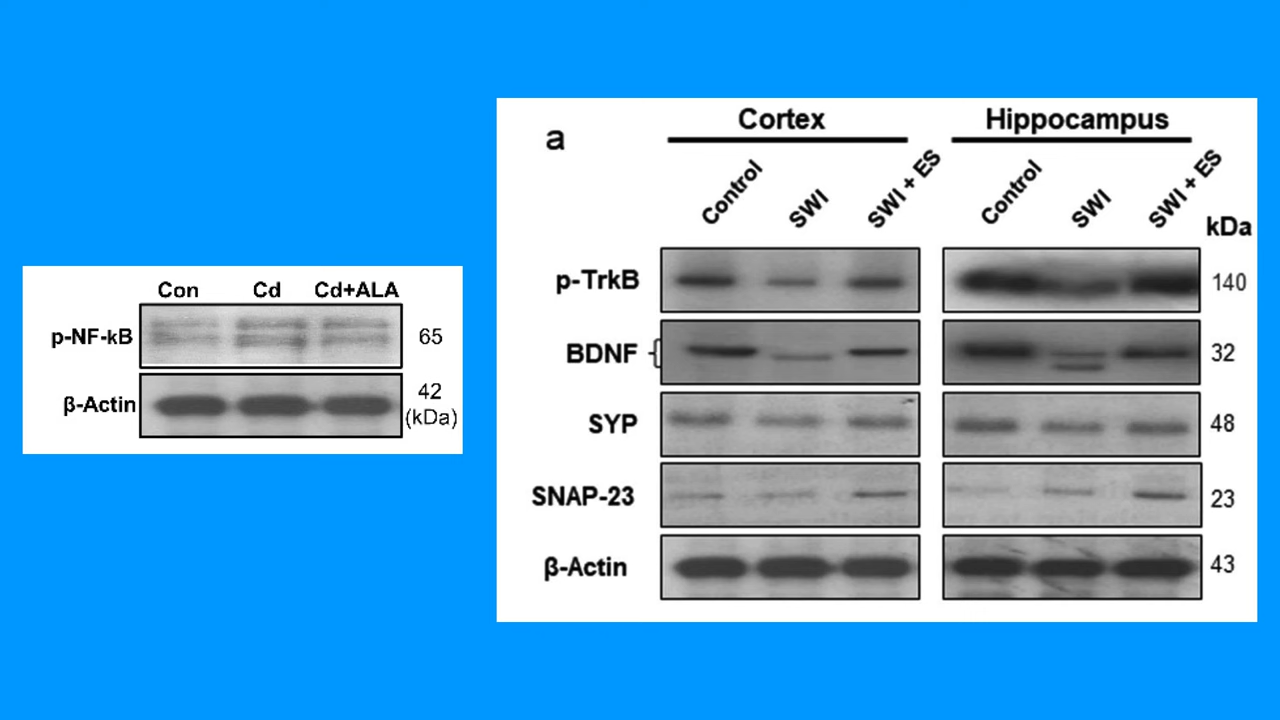 Con Cd Cd+ALA
p-NF-kB 65
β-Actin 42
(kDa)
a
Cortex Hippocampus
Control SWI SWI + ES Control SWI SWI + ES
kDa
p-TrkB 140
BDNF 32
SYP 48
SNAP-23 23
β-Actin 43